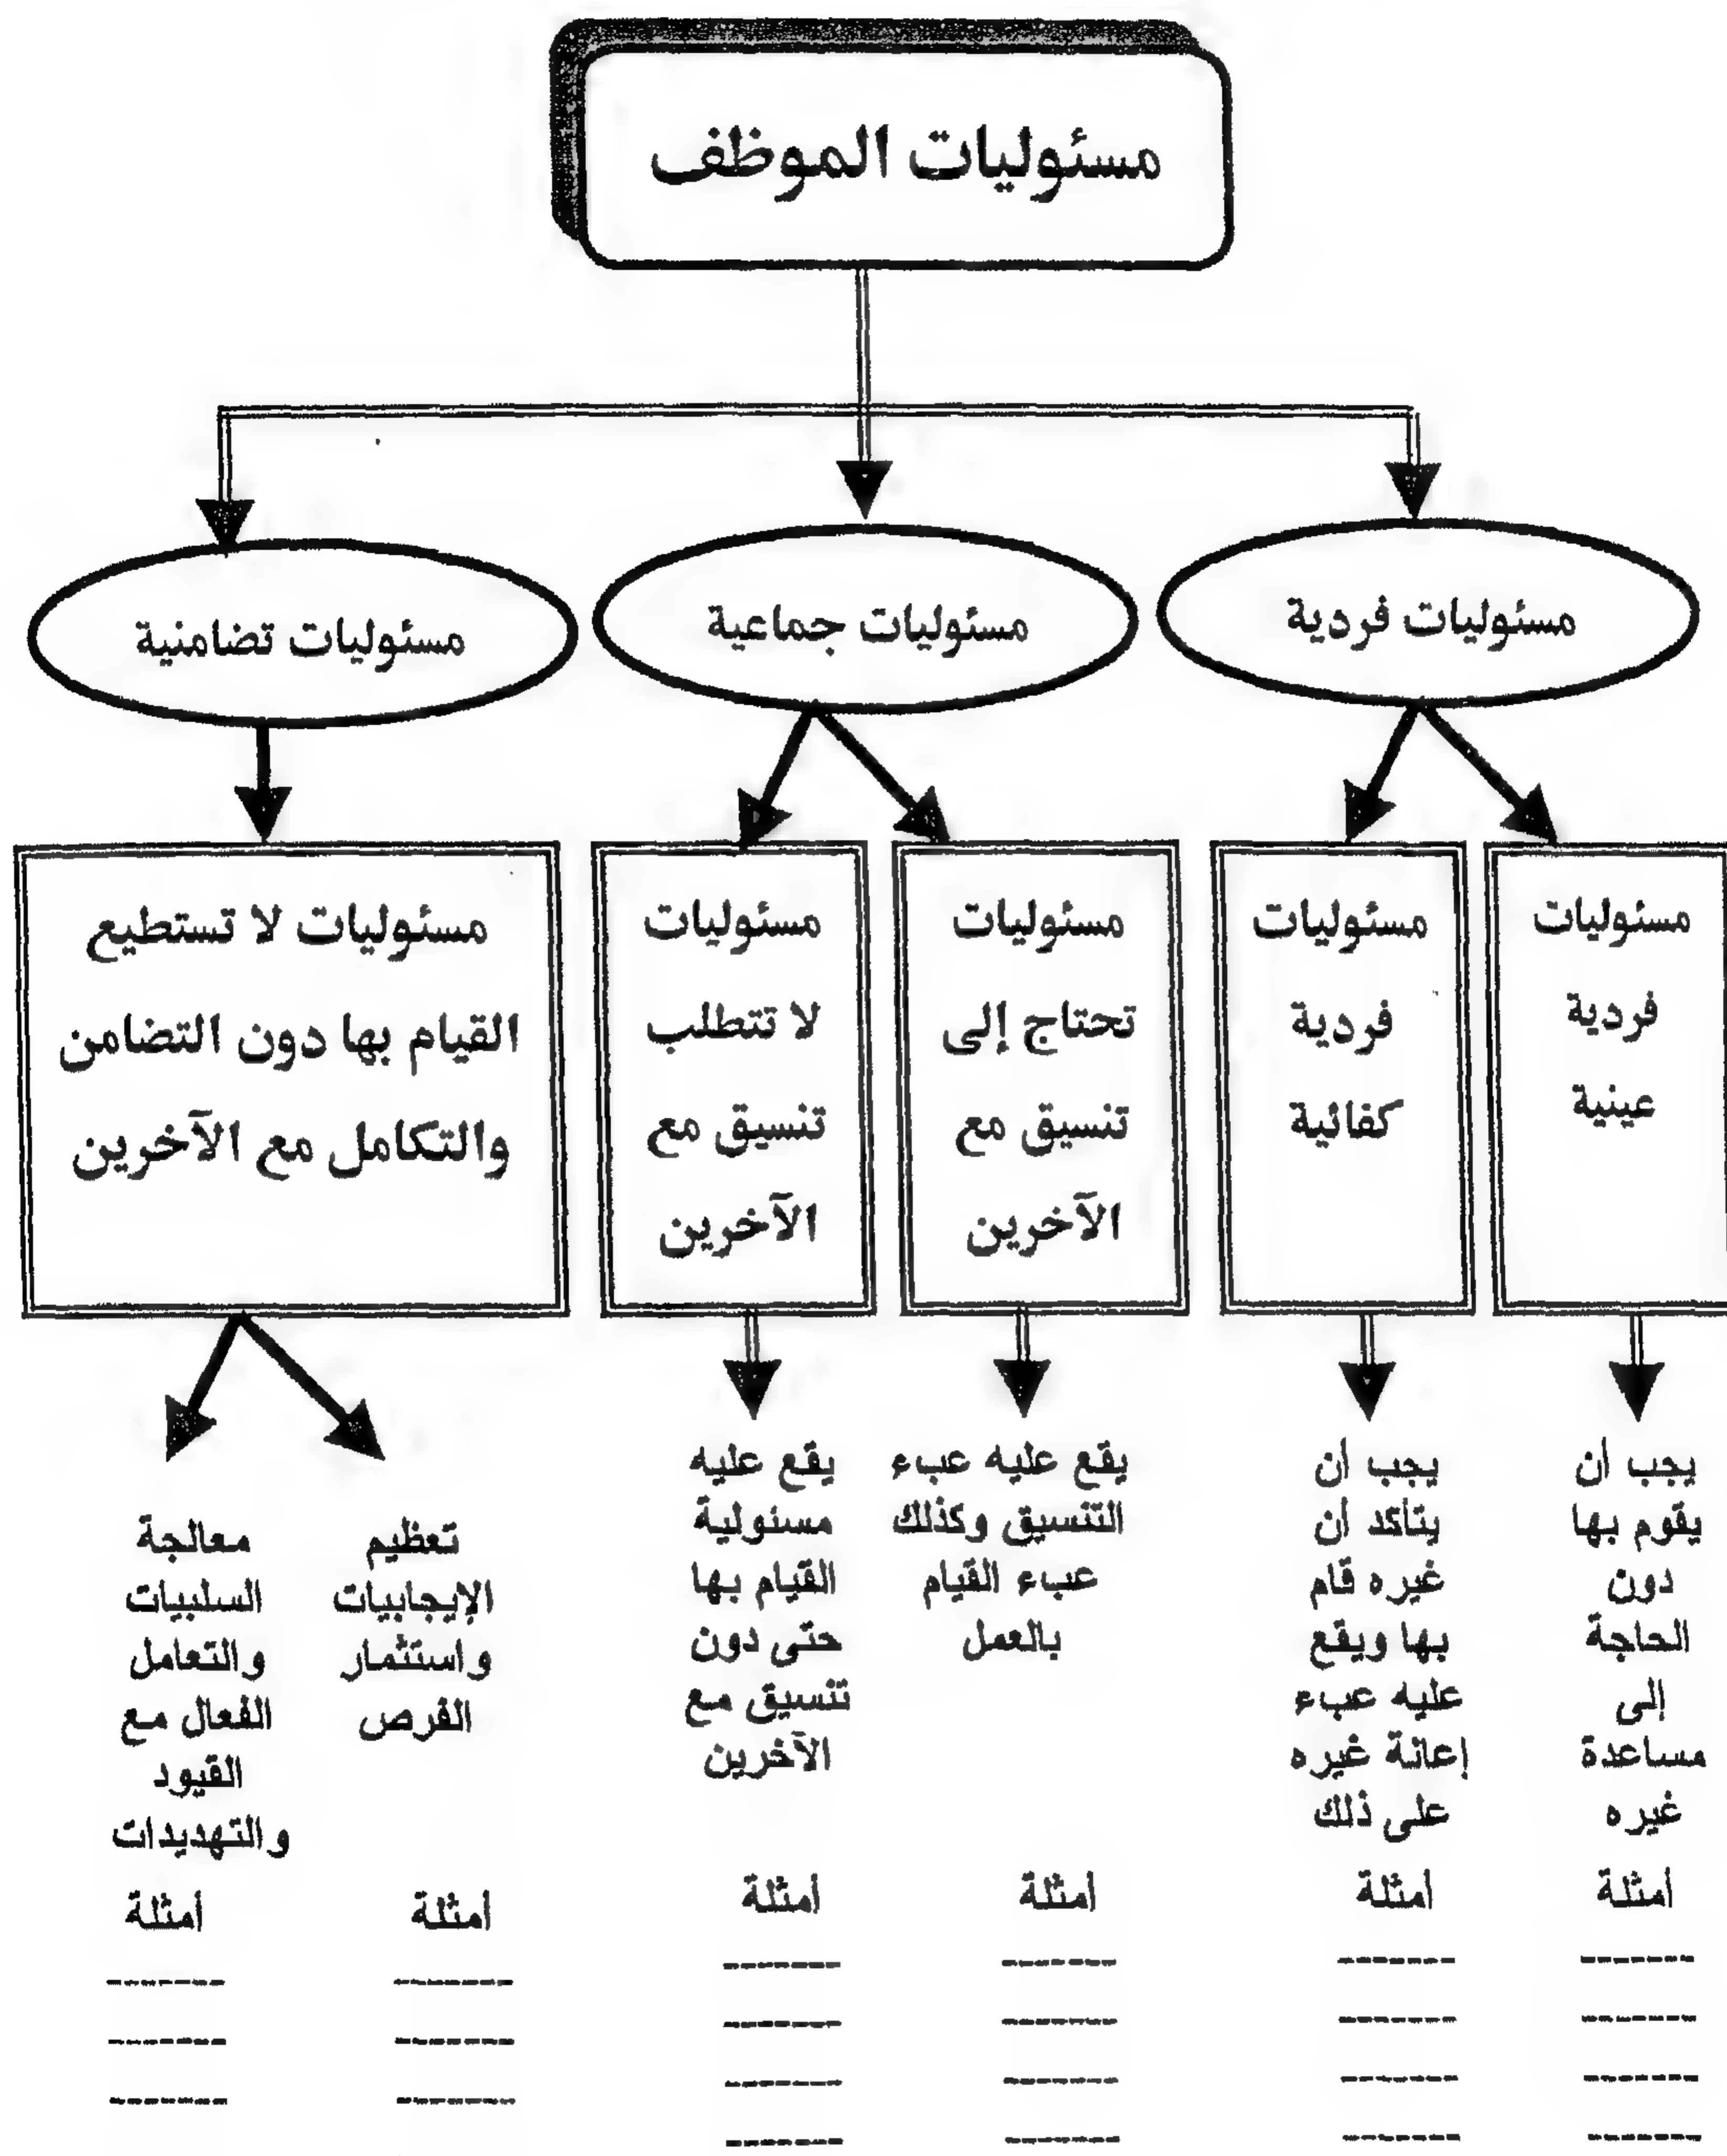 مسئوليات الموظف
مسئوليات فردية
مسئوليات جماعية
مسئوليات تضامنية
مسئوليات
فردية
عينية
مسئوليات
فردية
كفائية
مسئوليات
تحتاج إلى
تنسيق مع
الآخرين
مسئوليات
لا تتطلب
تنسيق مع
الآخرين
مسئوليات لا تستطيع
القيام بها دون التضامن
والتكامل مع الآخرين
يجب أن
يقوم بها
دون
الحاجة
إلى
مساعدة
غيره
أمثلة
يجب أن
يتأكد أن
غيره قام
بها ويقع
عليه عبء
إعانة غيره
على ذلك
أمثلة
يقع عليه عبء
التنسيق وكذلك
عبء القيام
بالعمل
أمثلة
يقع عليه
مسئولية
القيام بها
حتى دون
تنسيق مع
الآخرين
أمثلة
تعظيم
الإيجابيات
واستثمار
الفرص
أمثلة
معالجة
السلبيات
والتعامل
الفعال مع
القيود
والتهديدات
أمثلة